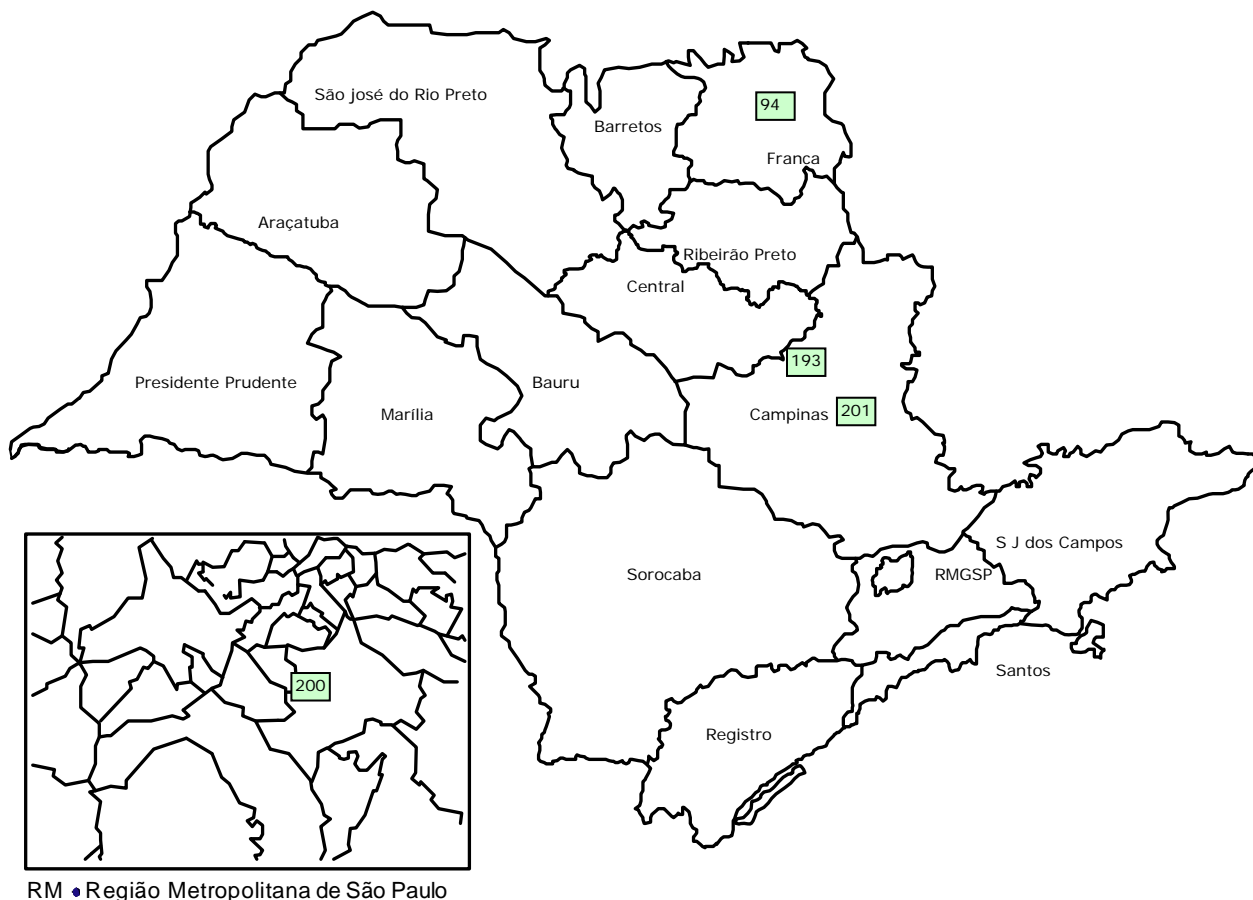 São josé do Rio Preto
94
Barretos
Franca
Araçatuba
Ribeirão Preto
Central
193
Presidente Prudente
Bauru
Marília
Campinas
201
S J dos Campos
Sorocaba
RMGSP
Santos
200
Registro
RM • Região Metropolitana de São Paulo